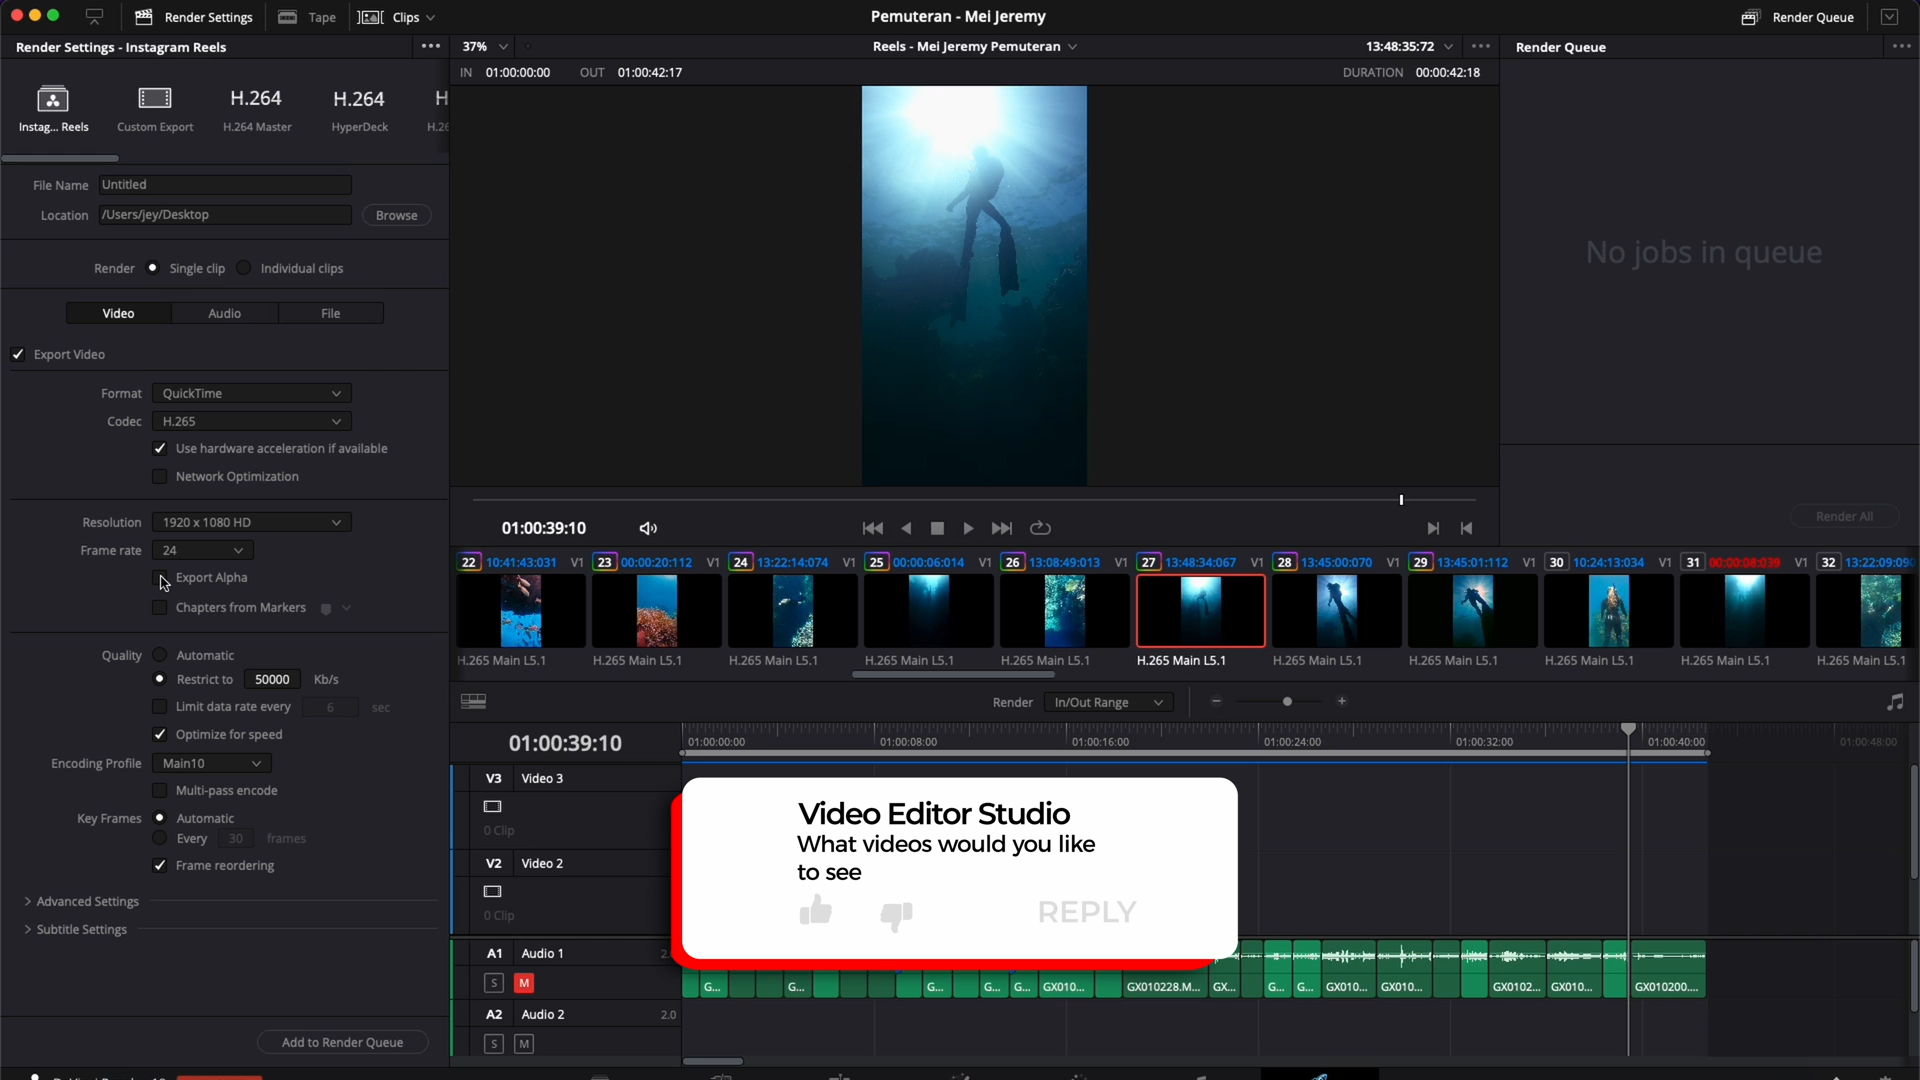 Render Settings
Tape
Clips
Pemuteran - Mei Jeremy
Render Queue
Render Settings - Instagram Reels
37%
Reels - Mei Jeremy Pemuteran
13:48:35:72
Render Queue
IN 01:00:00:00 OUT 01:00:42:17
DURATION 00:00:42:18
H.264
H.264
H
Instag... Reels
Custom Export
H.264 Master
HyperDeck
H.26
File Name Untitled
Location /Users/jey/Desktop Browse
Render Single clip Individual clips
No jobs in queue
Video Audio File
Export Video
Format QuickTime
Codec H.265
Use hardware acceleration if available
Network Optimization
Resolution 1920 x 1080 HD
Frame rate 24
Export Alpha
Chapters from Markers
Quality Automatic
Restrict to 50000 Kb/s
Limit data rate every 6 sec
Optimize for speed
Encoding Profile Main10
Multi-pass encode
Key Frames Automatic
Every 30 frames
Frame reordering
Advanced Settings
Subtitle Settings
Add to Render Queue
01:00:39:10
Render All
22 10:41:43:031 V1 23 00:00:20:112 V1 24 13:22:14:074 V1 25 00:00:06:014 V1 26 13:08:49:013 V1 27 13:48:34:067 V1 28 13:45:00:070 V1 29 13:45:01:112 V1 30 10:24:13:034 V1 31 00:00:08:039 V1 32 13:22:09:090
H.265 Main L5.1 H.265 Main L5.1 H.265 Main L5.1 H.265 Main L5.1 H.265 Main L5.1 H.265 Main L5.1 H.265 Main L5.1 H.265 Main L5.1 H.265 Main L5.1 H.265 Main L5.1 H.265 Main L5.1
Render In/Out Range
01:00:39:10
01:00:00:00 01:00:08:00 01:00:16:00 01:00:24:00 01:00:32:00 01:00:40:00 01:00:48:00
V3 Video 3
0 Clip
V2 Video 2
0 Clip
Video Editor Studio
What videos would you like
to see
REPLY
A1 Audio 1 2.
S M
G... G... G... G... G... GX010... GX010228.M... GX... G... G... GX010... GX010... GX0102... GX010... GX010200....
A2 Audio 2 2.0
S M